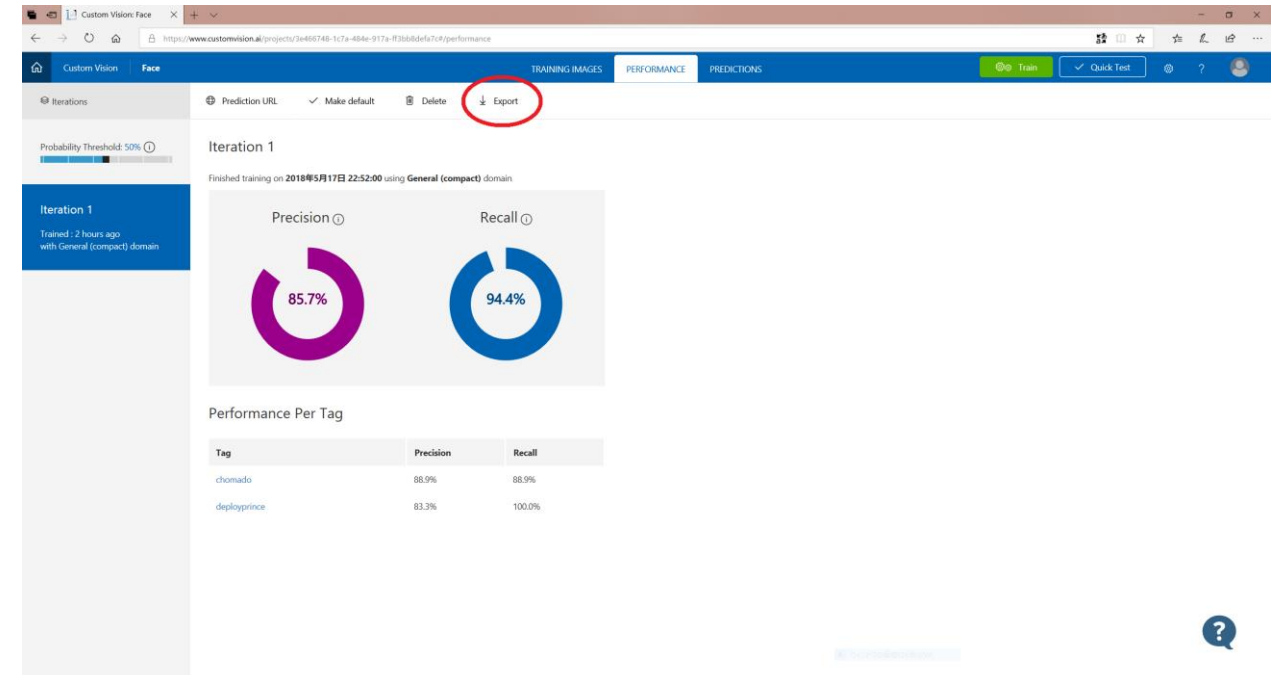 Custom Vision: Face
https://www.customvision.ai/projects/3e466748-1c7a-484e-917a-ff3bb8defa7c#/performance
Custom Vision Face TRAINING IMAGES PERFORMANCE PREDICTIONS Train Quick Test ?
Iterations Prediction URL Make default Delete Export
Probability Threshold: 50%
Iteration 1
Finished training on 2018年5月17日 22:52:00 using General (compact) domain
Iteration 1
Trained : 2 hours ago
with General (compact) domain
Precision Recall
85.7% 94.4%
Performance Per Tag
Tag Precision Recall
chomado 88.9% 88.9%
deployprince 83.3% 100.0%
?